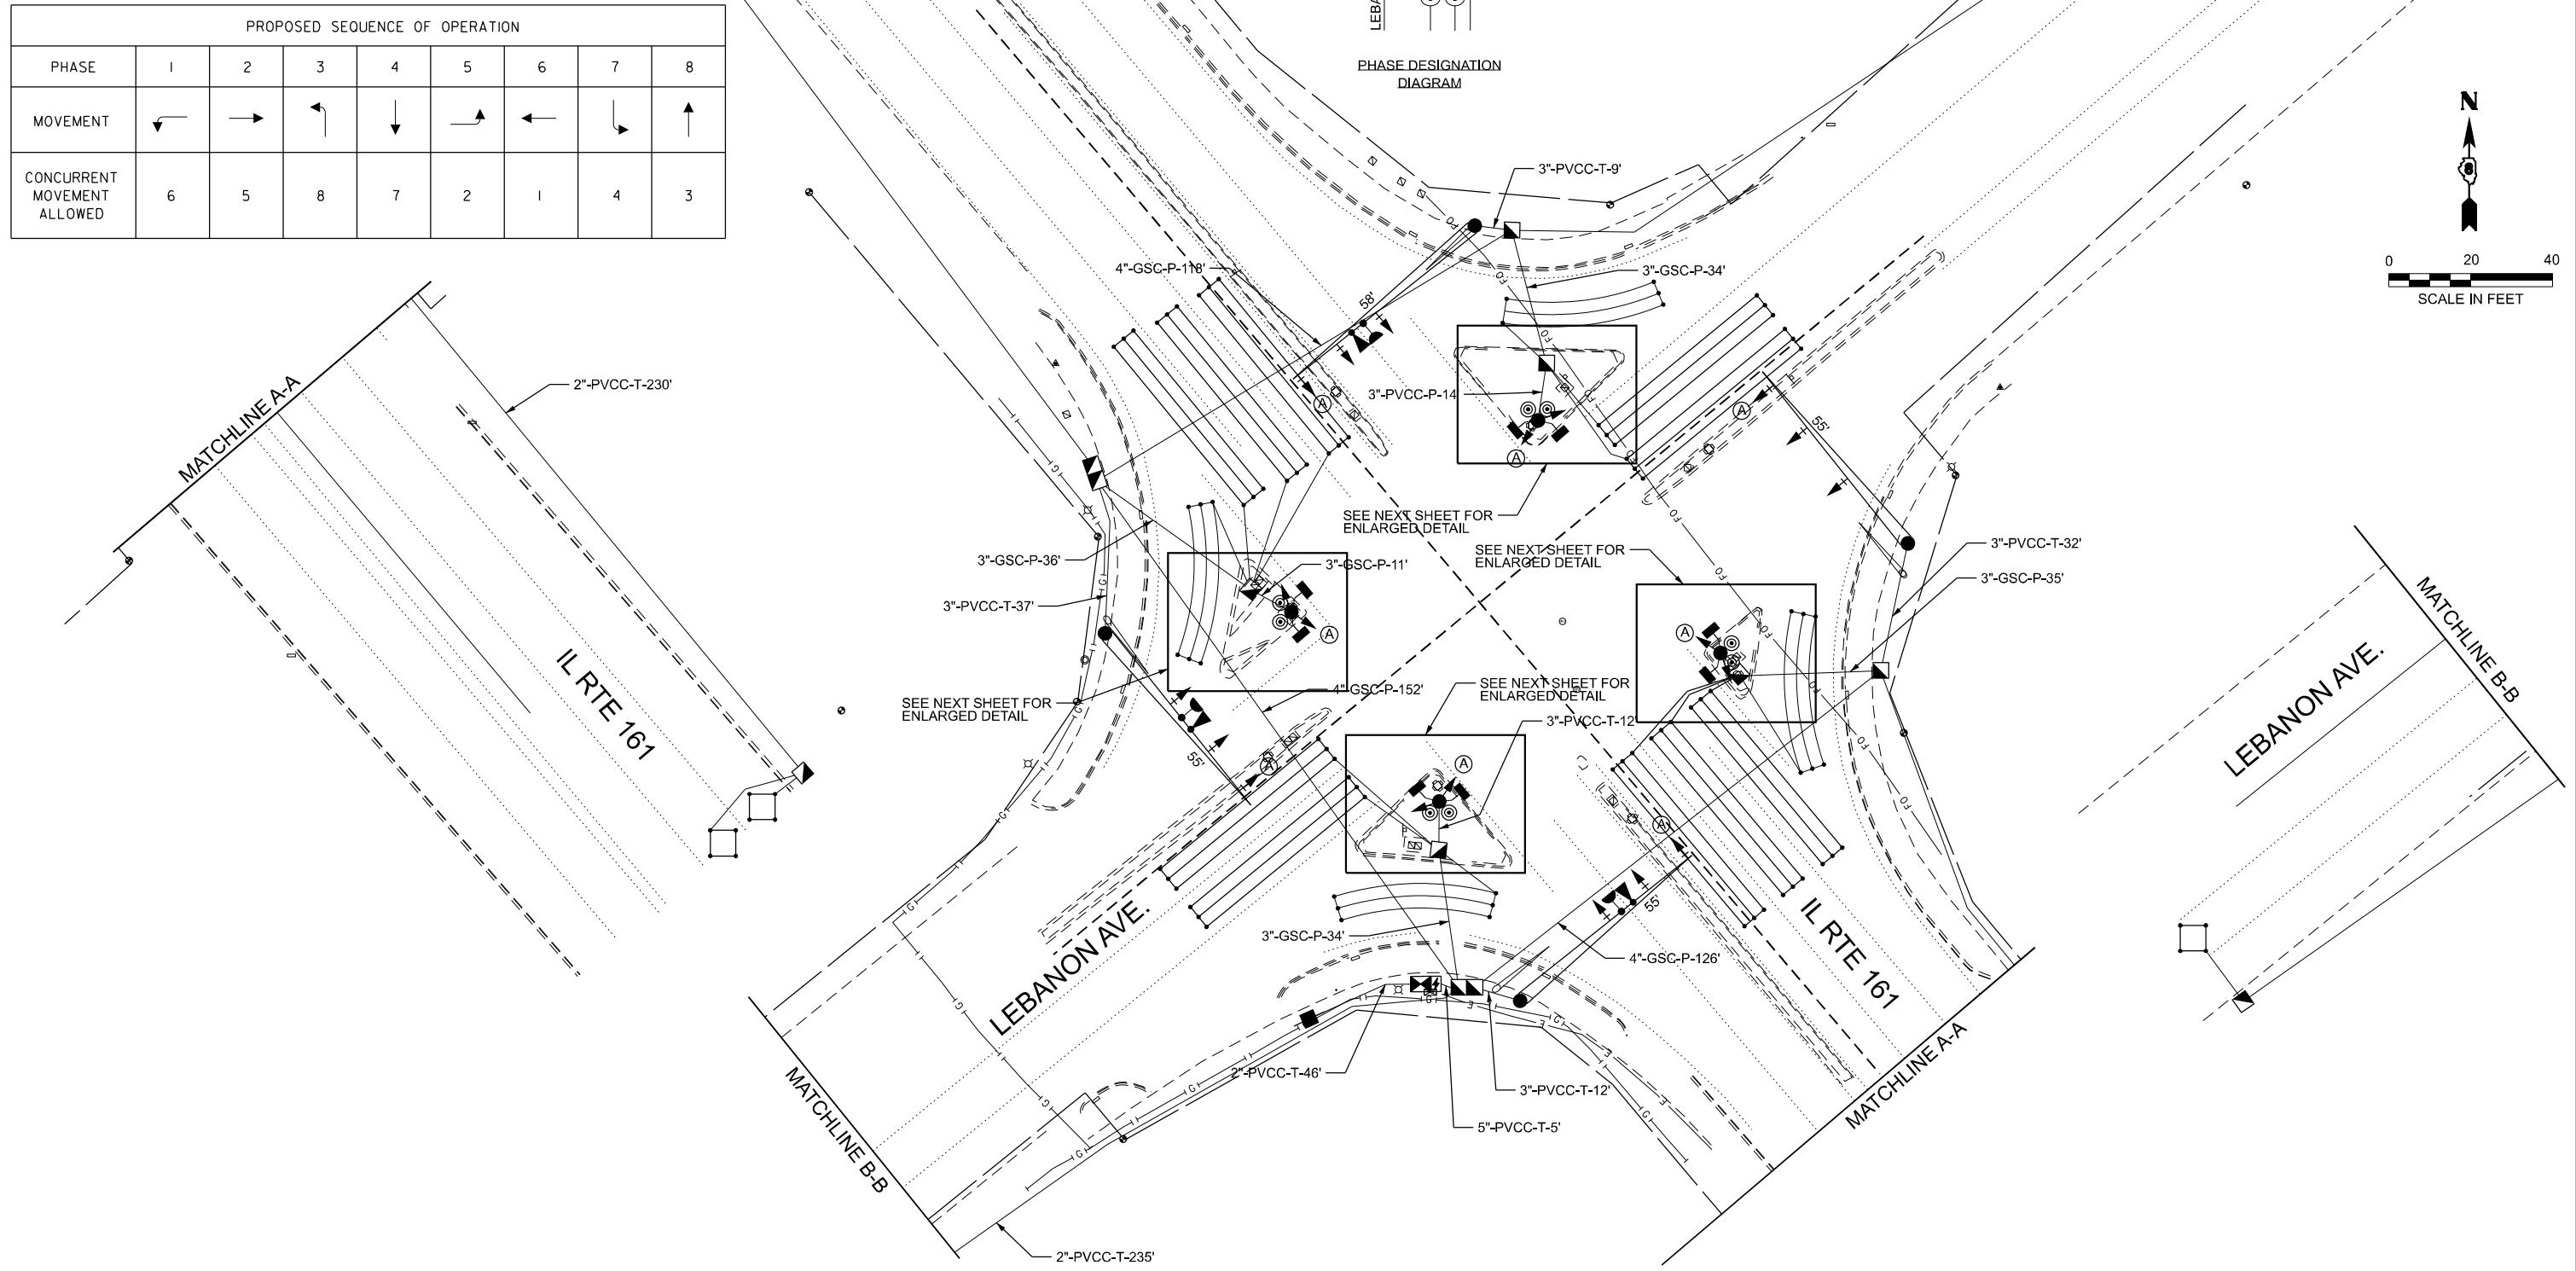 PROPOSED SEQUENCE OF OPERATION
PHASE 1 2 3 4 5 6 7 8
MOVEMENT
CONCURRENT
MOVEMENT
ALLOWED
6 5 8 7 2 1 4 3
PHASE DESIGNATION
DIAGRAM
N
0 20 40
SCALE IN FEET
3"-PVCC-T-9'
4"-GSC-P-118'
3"-GSC-P-34'
58'
3"-PVCC-P-14
A
A
A
55'
MATCHLINE A-A
2"-PVCC-T-230'
IL RTE 161
SEE NEXT SHEET FOR
ENLARGED DETAIL
SEE NEXT SHEET FOR
ENLARGED DETAIL
3"-GSC-P-36'
3"-GSC-P-11'
3"-PVCC-T-37'
3"-PVCC-T-32'
3"-GSC-P-35'
A
A
SEE NEXT SHEET FOR
ENLARGED DETAIL
4"-GSC-P-152'
SEE NEXT SHEET FOR
ENLARGED DETAIL
3"-PVCC-T-12'
55'
A
A
A
MATCHLINE B-B
LEBANON AVE.
LEBANON AVE.
3"-GSC-P-34'
55'
4"-GSC-P-126'
IL RTE 161
MATCHLINE A-A
2"-PVCC-T-46'
3"-PVCC-T-12'
5"-PVCC-T-5'
MATCHLINE B-B
2"-PVCC-T-235'